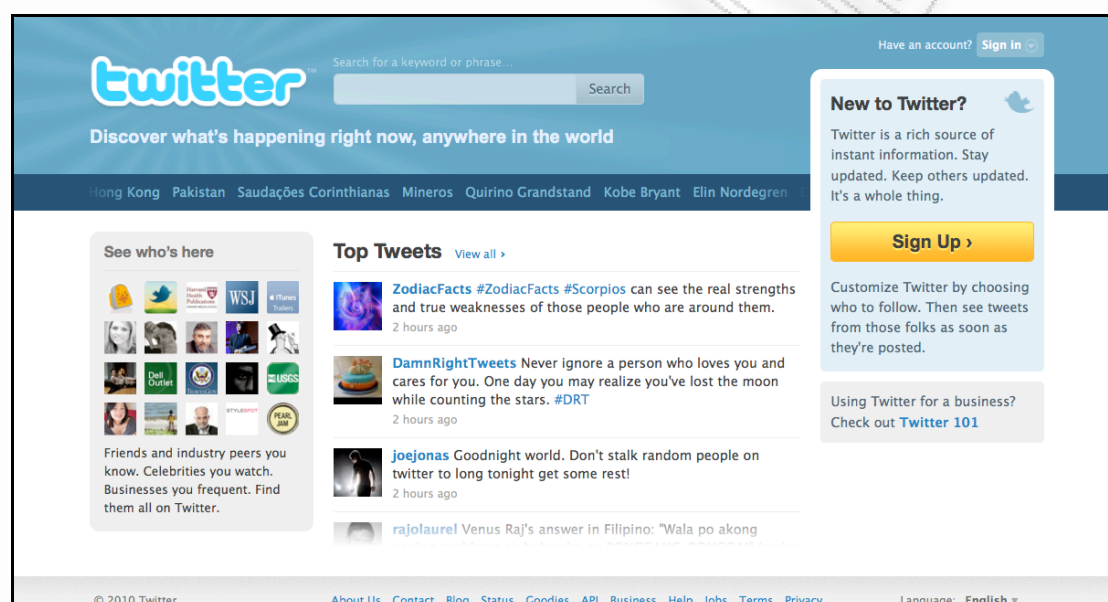 Have an account? Sign in
twitter™
Search for a keyword or phrase...
Search
Discover what's happening right now, anywhere in the world
Hong Kong Pakistan Saudações Corinthianas Mineros Quirino Grandstand Kobe Bryant Elin Nordegren
New to Twitter?
Twitter is a rich source of
instant information. Stay
updated. Keep others updated.
It's a whole thing.
Sign Up ›
Customize Twitter by choosing
who to follow. Then see tweets
from those folks as soon as
they're posted.
Using Twitter for a business?
Check out Twitter 101
See who's here
Harvard
Health
Publications
WSJ
iTunes
Trailers
Dell
Outlet
USGS
STYLESPOT
PEARL
JAM
Friends and industry peers you
know. Celebrities you watch.
Businesses you frequent. Find
them all on Twitter.
Top Tweets View all ›
ZodiacFacts #ZodiacFacts #Scorpios can see the real strengths
and true weaknesses of those people who are around them.
2 hours ago
DamnRightTweets Never ignore a person who loves you and
cares for you. One day you may realize you've lost the moon
while counting the stars. #DRT
2 hours ago
joejonas Goodnight world. Don't stalk random people on
twitter to long tonight get some rest!
2 hours ago
rajolaurel Venus Raj's answer in Filipino: "Wala po akong
© 2010 Twitter
About Us Contact Blog Status Goodies API Business Help Jobs Terms Privacy
Language: English